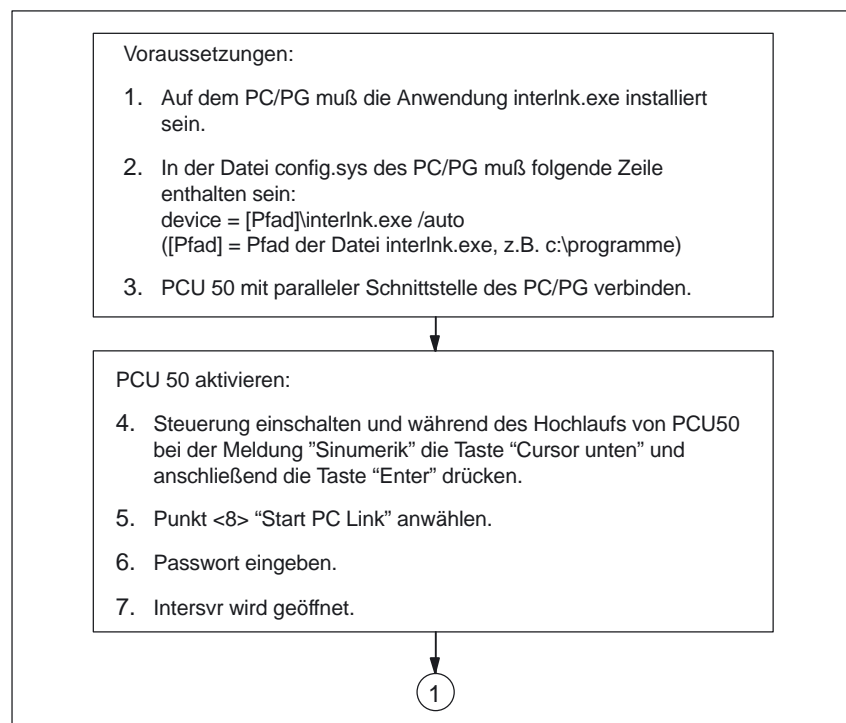 Voraussetzungen:
1. Auf dem PC/PG muß die Anwendung interlnk.exe installiert
sein.
2. In der Datei config.sys des PC/PG muß folgende Zeile
enthalten sein:
device = [Pfad]\interlnk.exe /auto
([Pfad] = Pfad der Datei interlnk.exe, z.B. c:\programme)
3. PCU 50 mit paralleler Schnittstelle des PC/PG verbinden.
PCU 50 aktivieren:
4. Steuerung einschalten und während des Hochlaufs von PCU50
bei der Meldung ”Sinumerik” die Taste “Cursor unten” und
anschließend die Taste “Enter” drücken.
5. Punkt <8> “Start PC Link” anwählen.
6. Passwort eingeben.
7. Intersvr wird geöffnet.
1